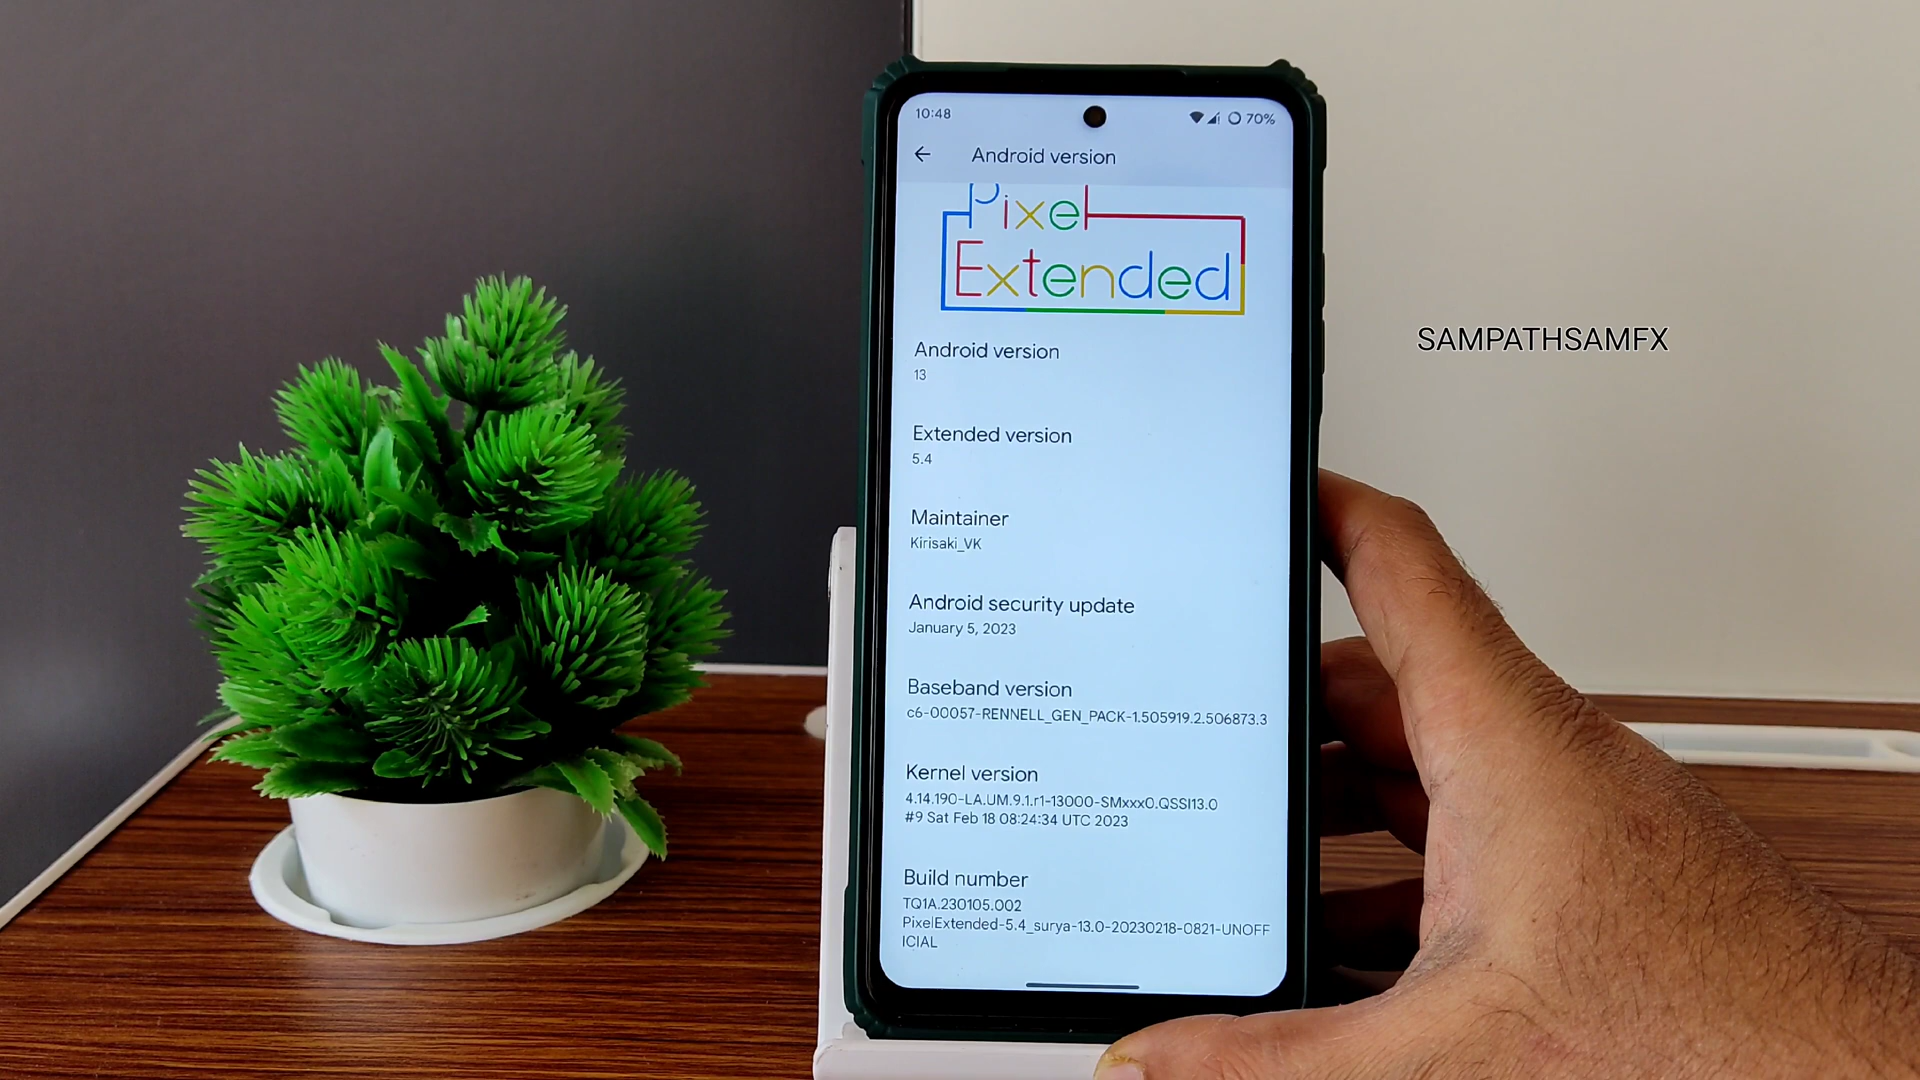 10:48
70%
Android version
Pixel
Extended
Android version
13
Extended version
5.4
Maintainer
Kirisaki_VK
Android security update
January 5, 2023
Baseband version
c6-00057-RENNELL_GEN_PACK-1.505919.2.506873.3
Kernel version
4.14.190-LA.UM.9.1.r1-13000-SMxxx0.QSSI13.0
#9 Sat Feb 18 08:24:34 UTC 2023
Build number
TQ1A.230105.002
PixelExtended-5.4_surya-13.0-20230218-0821-UNOFF
ICIAL
SAMPATHSAMFX